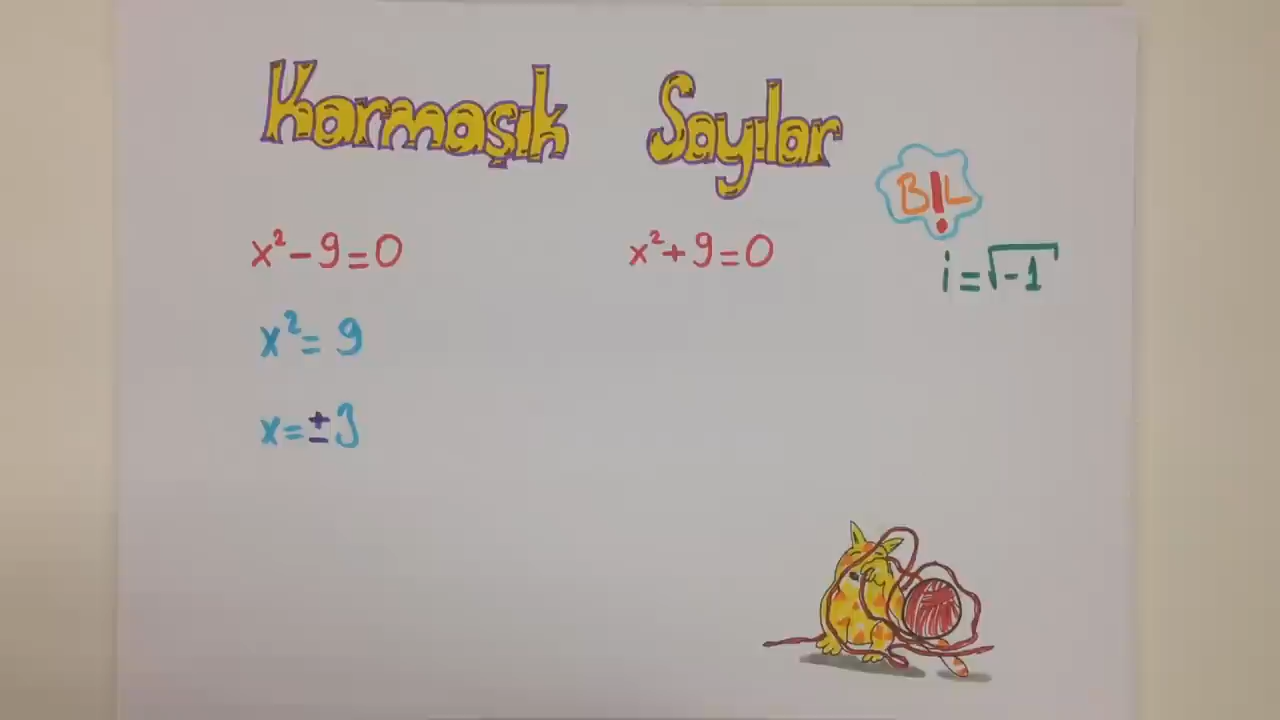 Karmaşık Sayılar
BİL!
x² - 9 = 0
x² + 9 = 0
i = √-1
x² = 9
x = ± 3